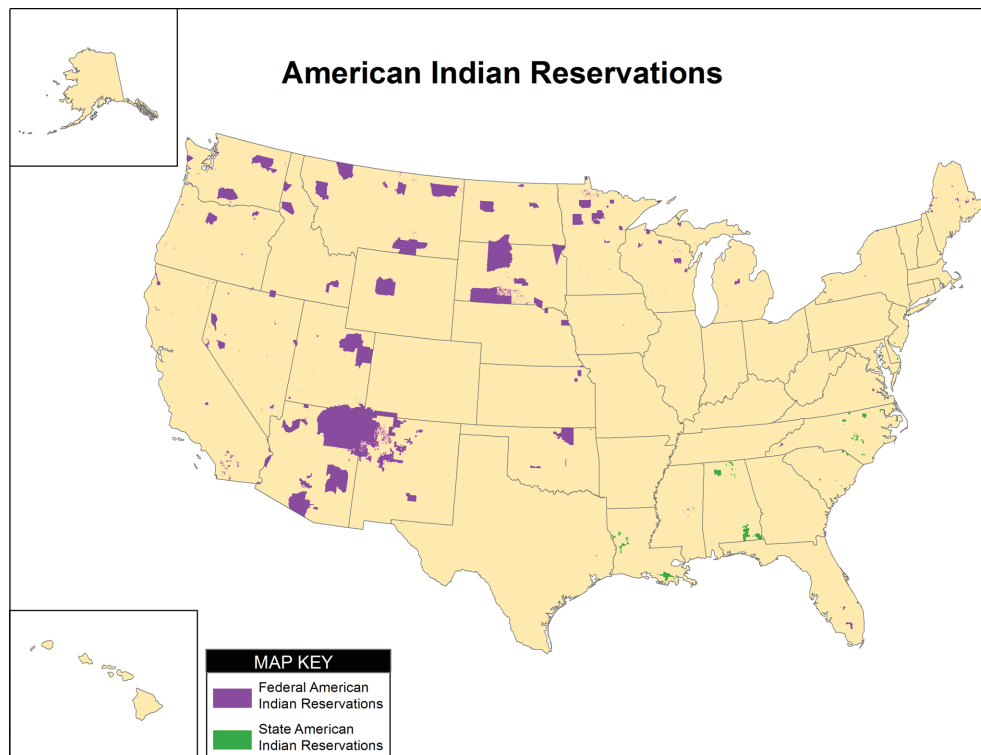 American Indian Reservations
MAP KEY
Federal American
Indian Reservations
State American
Indian Reservations